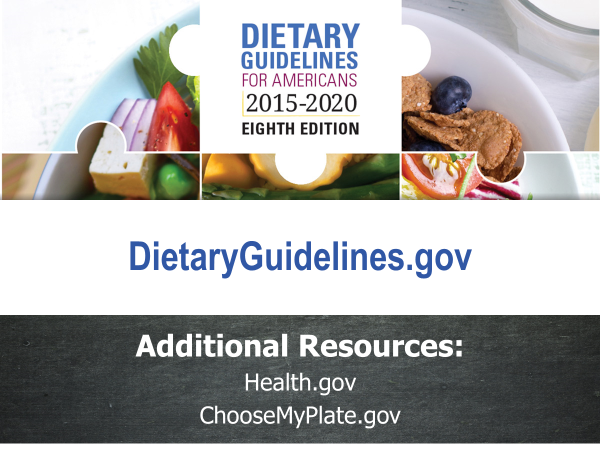 DIETARY
GUIDELINES
FOR AMERICANS
2015-2020
EIGHTH EDITION
DietaryGuidelines.gov
Additional Resources:
Health.gov
ChooseMyPlate.gov